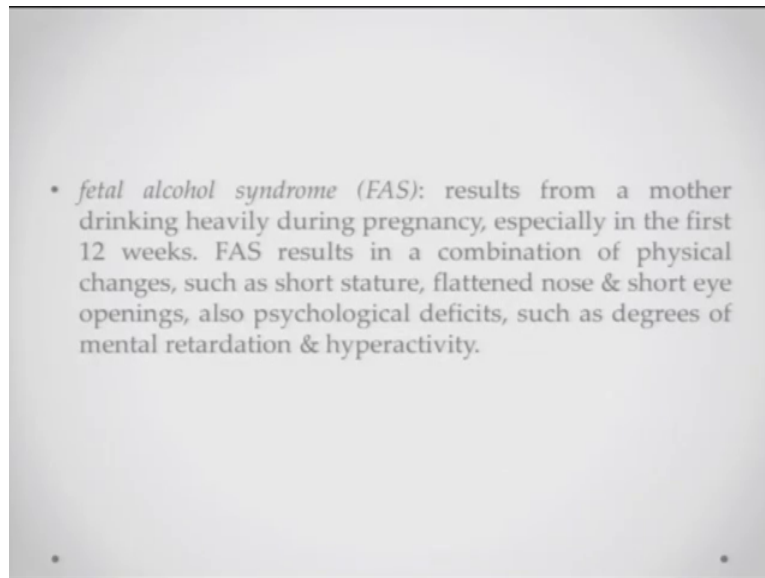 • fetal alcohol syndrome (FAS): results from a mother
drinking heavily during pregnancy, especially in the first
12 weeks. FAS results in a combination of physical
changes, such as short stature, flattened nose & short eye
openings, also psychological deficits, such as degrees of
mental retardation & hyperactivity.